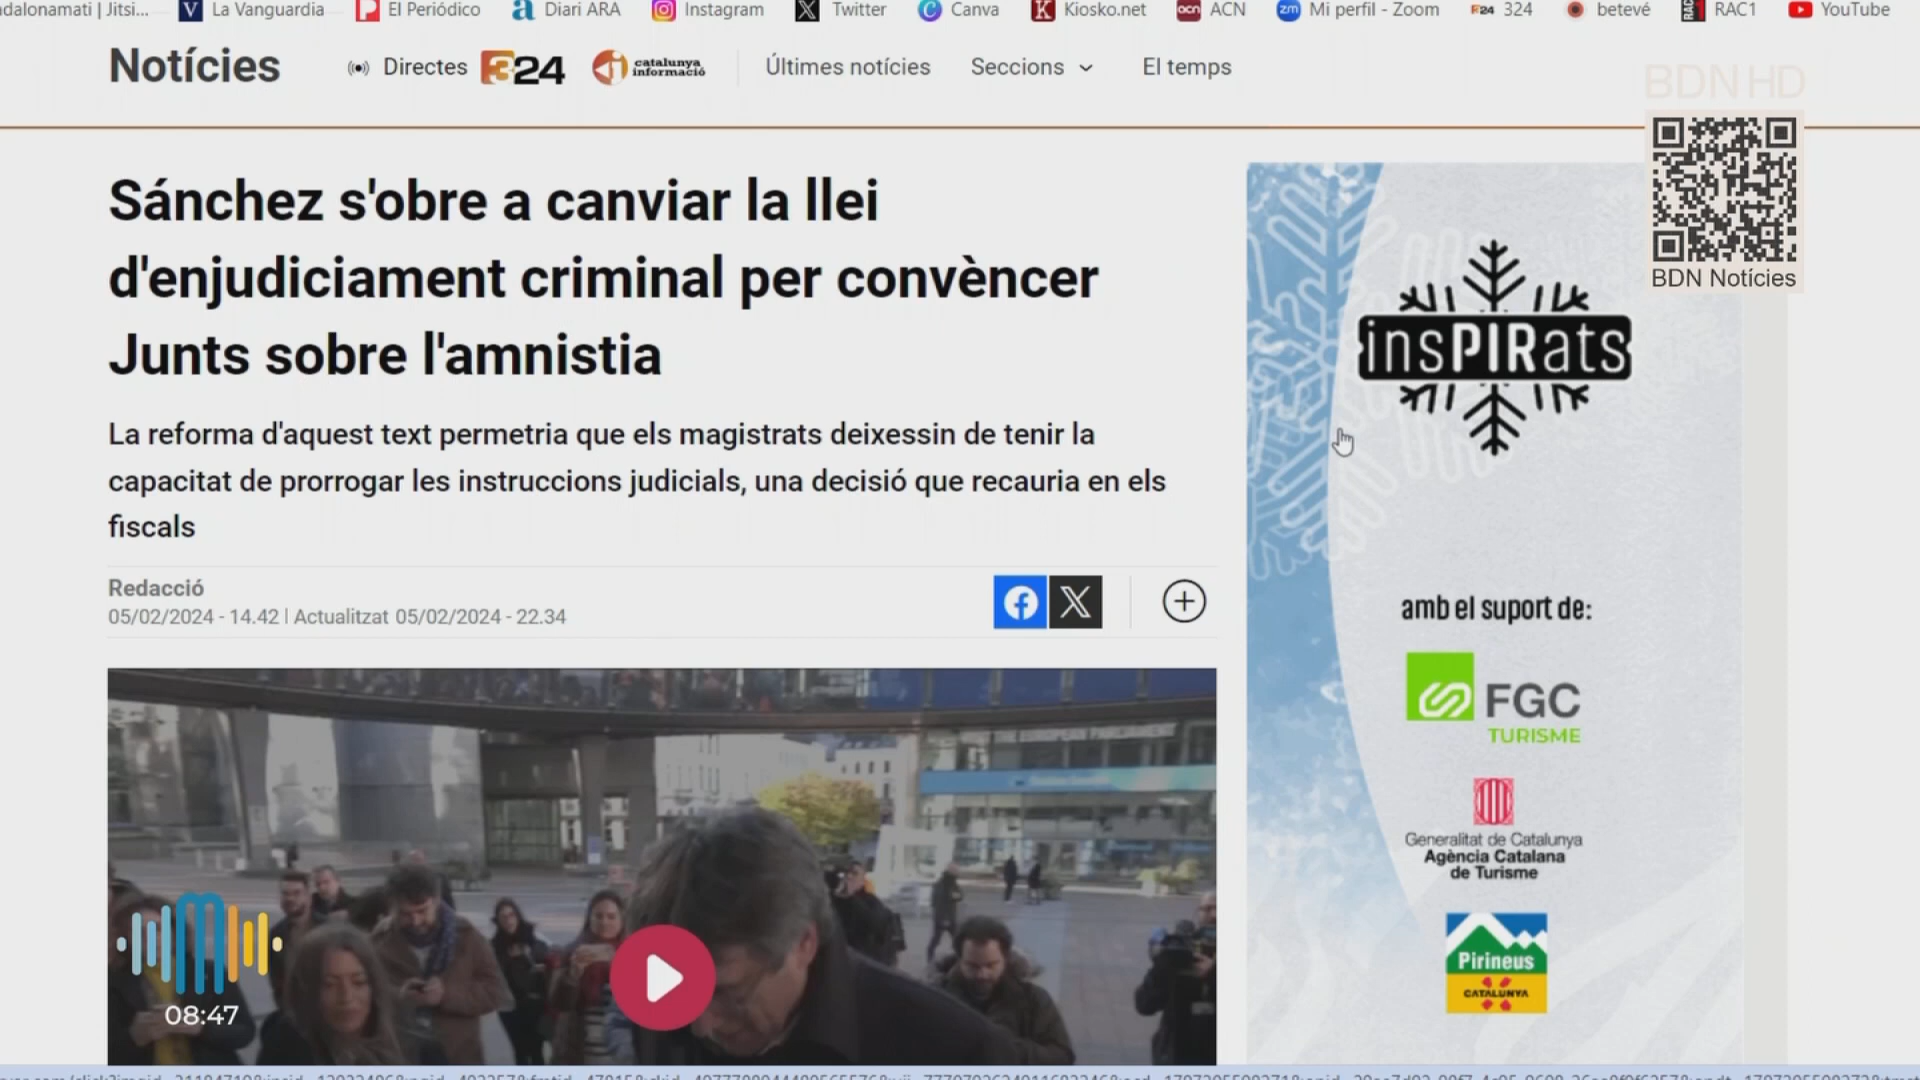 dalonamati | Jitsi...
La Vanguardia
El Periódico
Diari ARA
Instagram
Twitter
Canva
Kiosko.net
ACN
Mi perfil - Zoom
324
betevé
RAC1
YouTube
Notícies
Directes
324
catalunya
informació
Últimes notícies
Seccions
El temps
BDN HD
BDN Notícies
Sánchez s'obre a canviar la llei
d'enjudiciament criminal per convèncer
Junts sobre l'amnistia
La reforma d'aquest text permetria que els magistrats deixessin de tenir la
capacitat de prorrogar les instruccions judicials, una decisió que recauria en els
fiscals
Redacció
05/02/2024 - 14.42 | Actualitzat 05/02/2024 - 22.34
insPIRats
amb el suport de:
FGC
TURISME
Generalitat de Catalunya
Agència Catalana
de Turisme
Pirineus
CATALUNYA
08:47